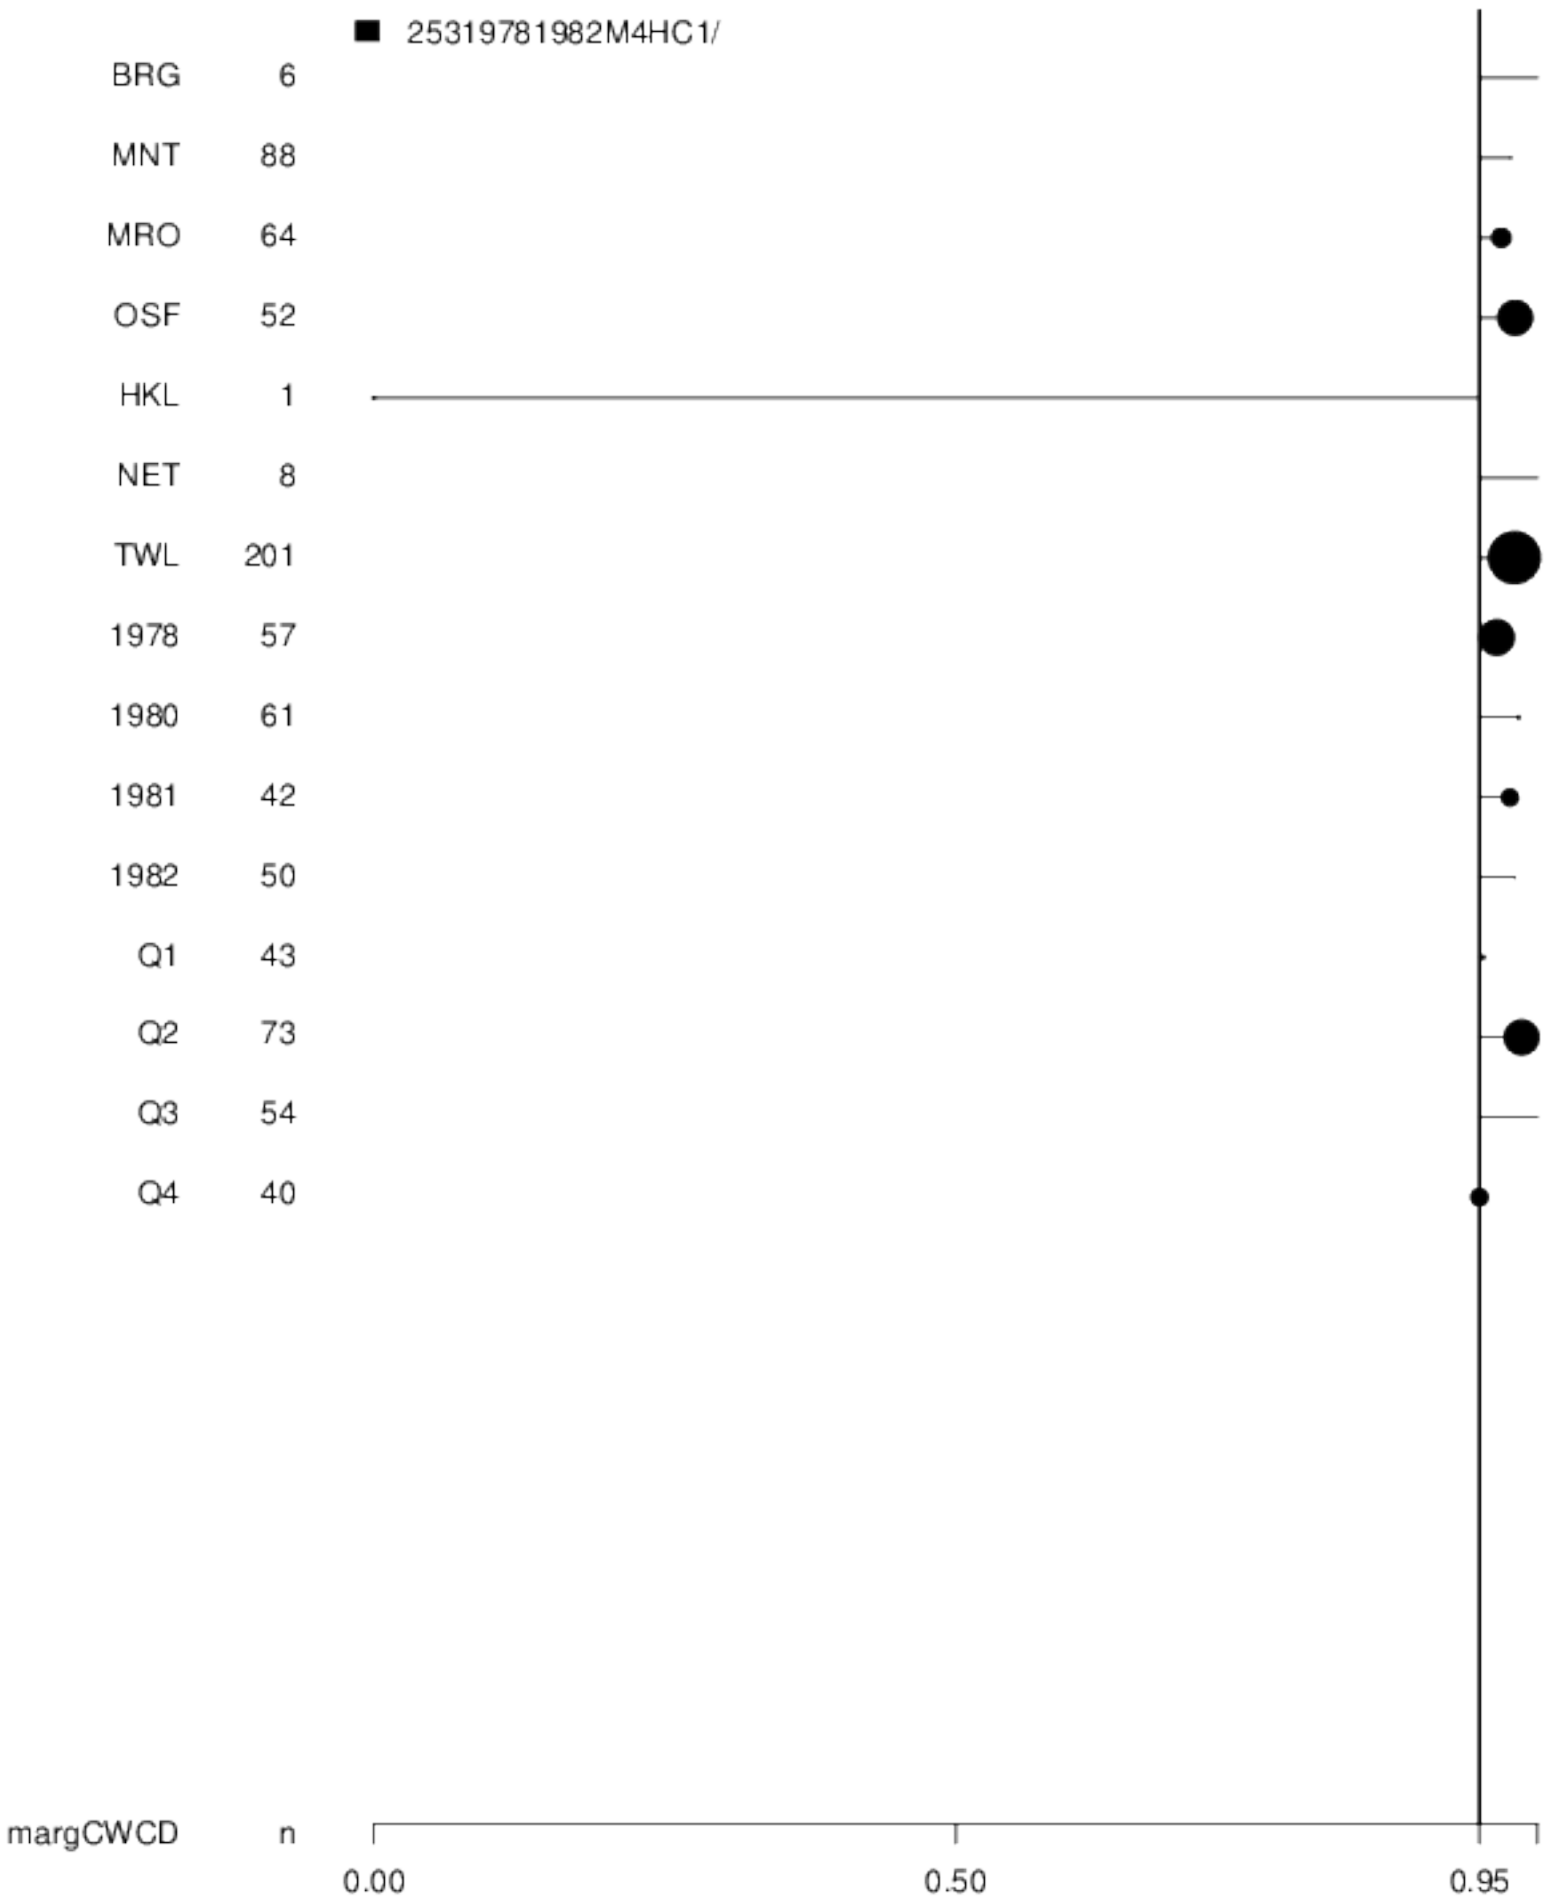 25319781982M4HC1/
BRG 6
MNT 88
MRO 64
OSF 52
HKL 1
NET 8
TWL 201
1978 57
1980 61
1981 42
1982 50
Q1 43
Q2 73
Q3 54
Q4 40
margCWCD n
0.00 0.50 0.95